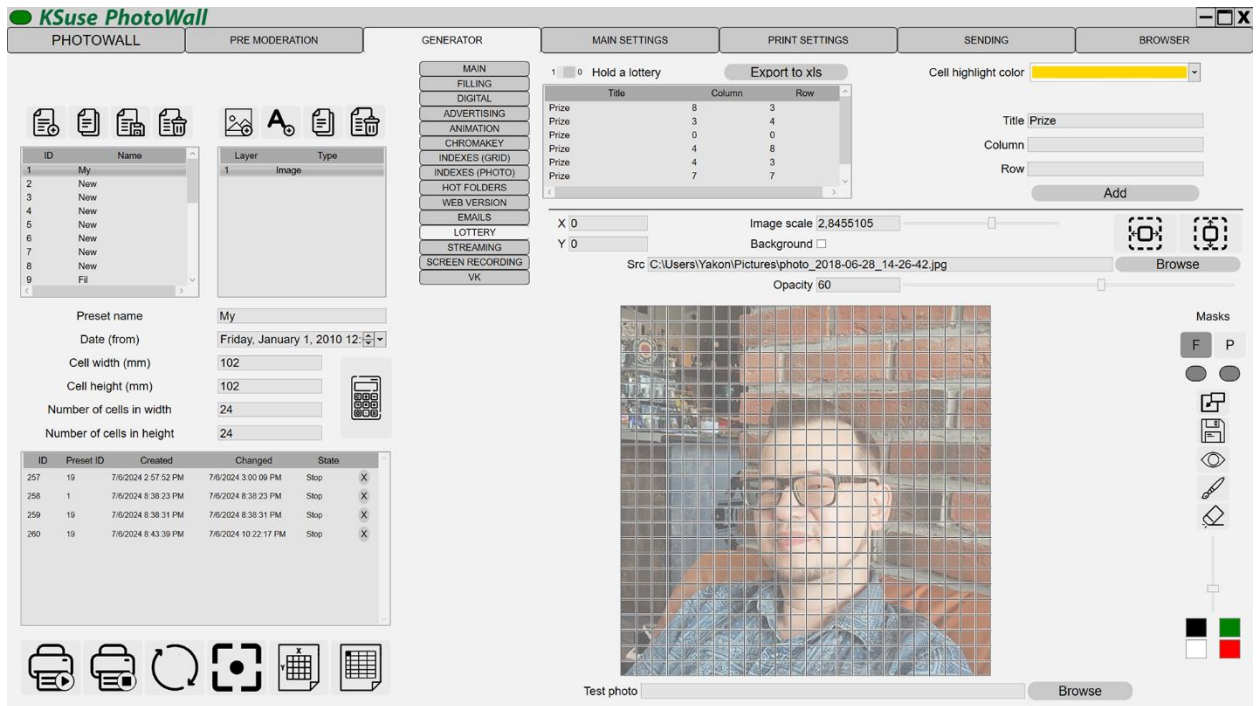 KSuse PhotoWall
PHOTOWALL PRE MODERATION GENERATOR MAIN SETTINGS PRINT SETTINGS SENDING BROWSER
ID Name
1 My
2 New
3 New
4 New
5 New
6 New
7 New
8 New
9 Fil
Layer Type
1 Image
Preset name My
Date (from) Friday, January 1, 2010 12:
Cell width (mm) 102
Cell height (mm) 102
Number of cells in width 24
Number of cells in height 24
ID Preset ID Created Changed State
257 19 7/6/2024 2:57:52 PM 7/6/2024 3:00:09 PM Stop X
258 1 7/6/2024 8:38:23 PM 7/6/2024 8:38:23 PM Stop X
259 19 7/6/2024 8:38:31 PM 7/6/2024 8:38:31 PM Stop X
260 19 7/6/2024 8:43:39 PM 7/6/2024 10:22:17 PM Stop X
X
Y
MAIN
FILLING
DIGITAL
ADVERTISING
ANIMATION
CHROMAKEY
INDEXES (GRID)
INDEXES (PHOTO)
HOT FOLDERS
WEB VERSION
EMAILS
LOTTERY
STREAMING
SCREEN RECORDING
VK
1 0 Hold a lottery Export to xls
Title Column Row
Prize 8 3
Prize 3 4
Prize 0 0
Prize 4 8
Prize 4 3
Prize 7 7
Cell highlight color
Title Prize
Column
Row
Add
X 0 Image scale 2,8455105
Y 0 Background
Src C:\Users\Yakon\Pictures\photo_2018-06-28_14-26-42.jpg Browse
Opacity 60
Masks
F P
Test photo Browse